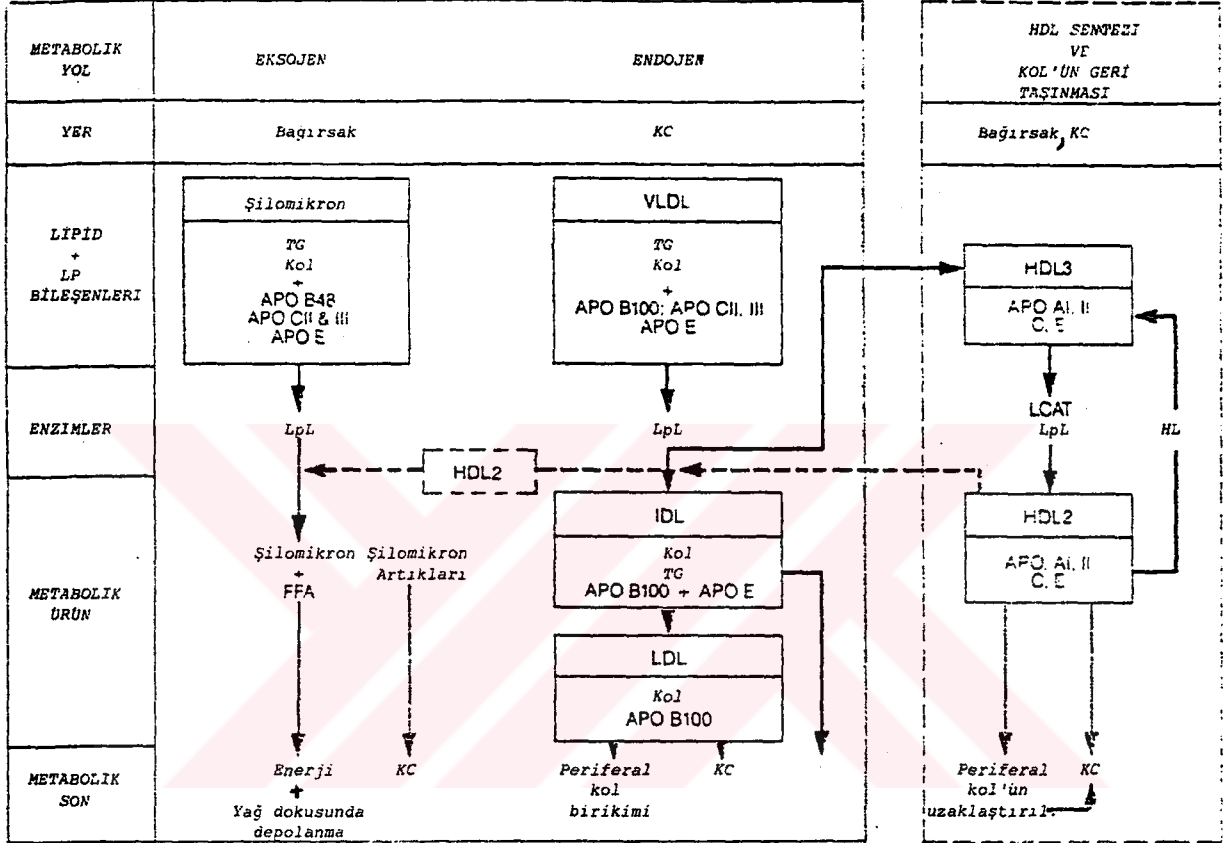 METABOLIK
YOL
EKSOJEN
ENDOJEN
HDL SENTEZI
VE
KOL'ÜN GERİ
TAŞINMASI
YER
Bağırsak
KC
Bağırsak, KC
LİPİD
+
LP
BİLEŞENLERI
Şilomikron
TG
Kol
+
APO B48
APO CII & III
APO E
VLDL
TG
Kol
+
APO B100; APO CII, III
APO E
HDL3
APO AI, II
C, E
ENZIMLER
LpL
LpL
LCAT
LpL
HL
HDL2
METABOLIK
ÜRÜN
Şilomikron
+
FFA
Şilomikron
Artıkları
IDL
Kol
TG
APO B100 + APO E
LDL
Kol
APO B100
HDL2
APO, AI, II
C, E
METABOLIK
SON
Enerji
+
Yağ dokusunda
depolanma
KC
Periferal
kol
birikimi
KC
Periferal
kol'ün
uzaklaştırıl.
KC